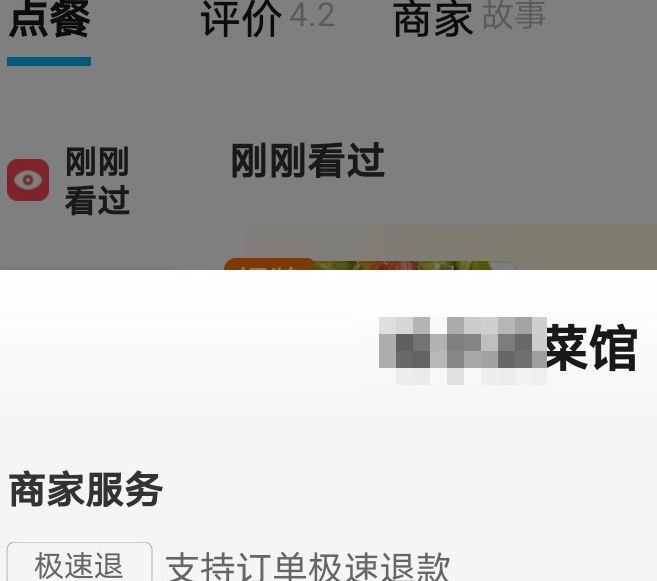 点餐 评价 4.2 商家 故事
刚刚
看过
刚刚看过
菜馆
商家服务
极速退 支持订单极速退款